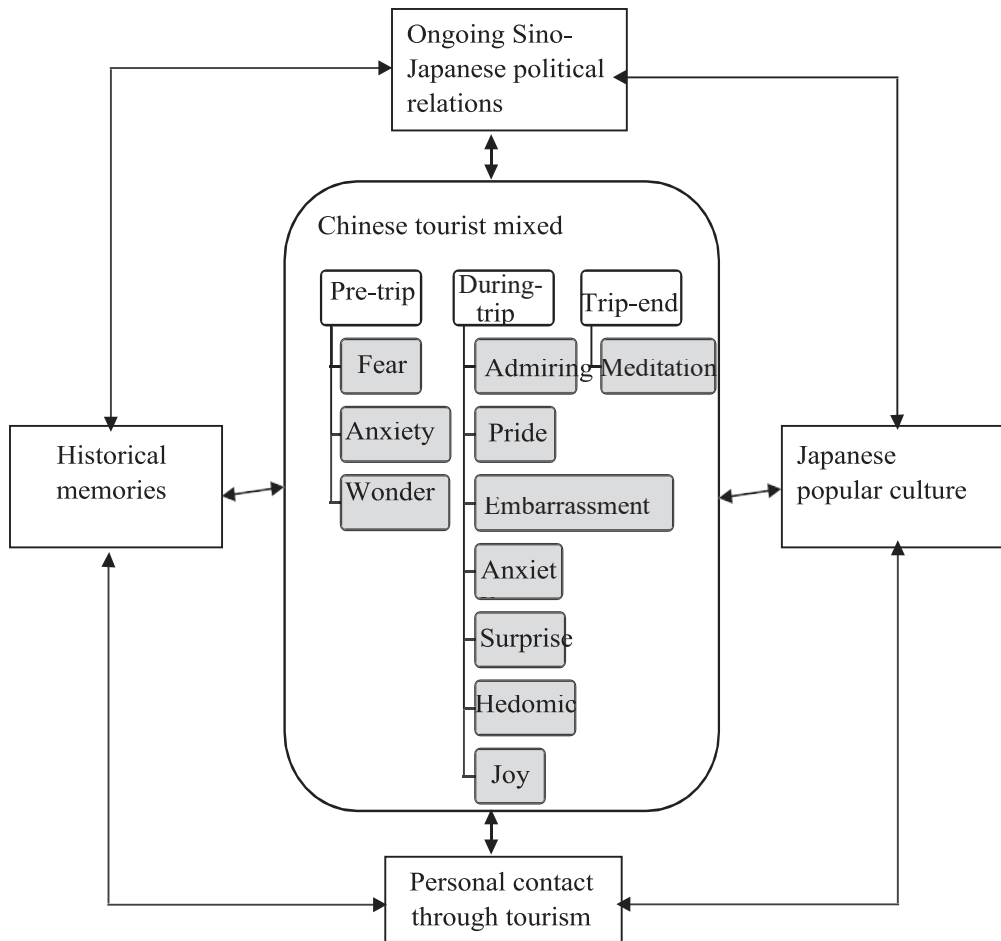 Ongoing Sino-
Japanese political
relations
Chinese tourist mixed
Pre-trip
During-
trip
Trip-end
Fear
Admiring
Meditation
Anxiety
Pride
Wonder
Embarrassment
Anxiet
Surprise
Hedomic
Joy
Historical
memories
Japanese
popular culture
Personal contact
through tourism